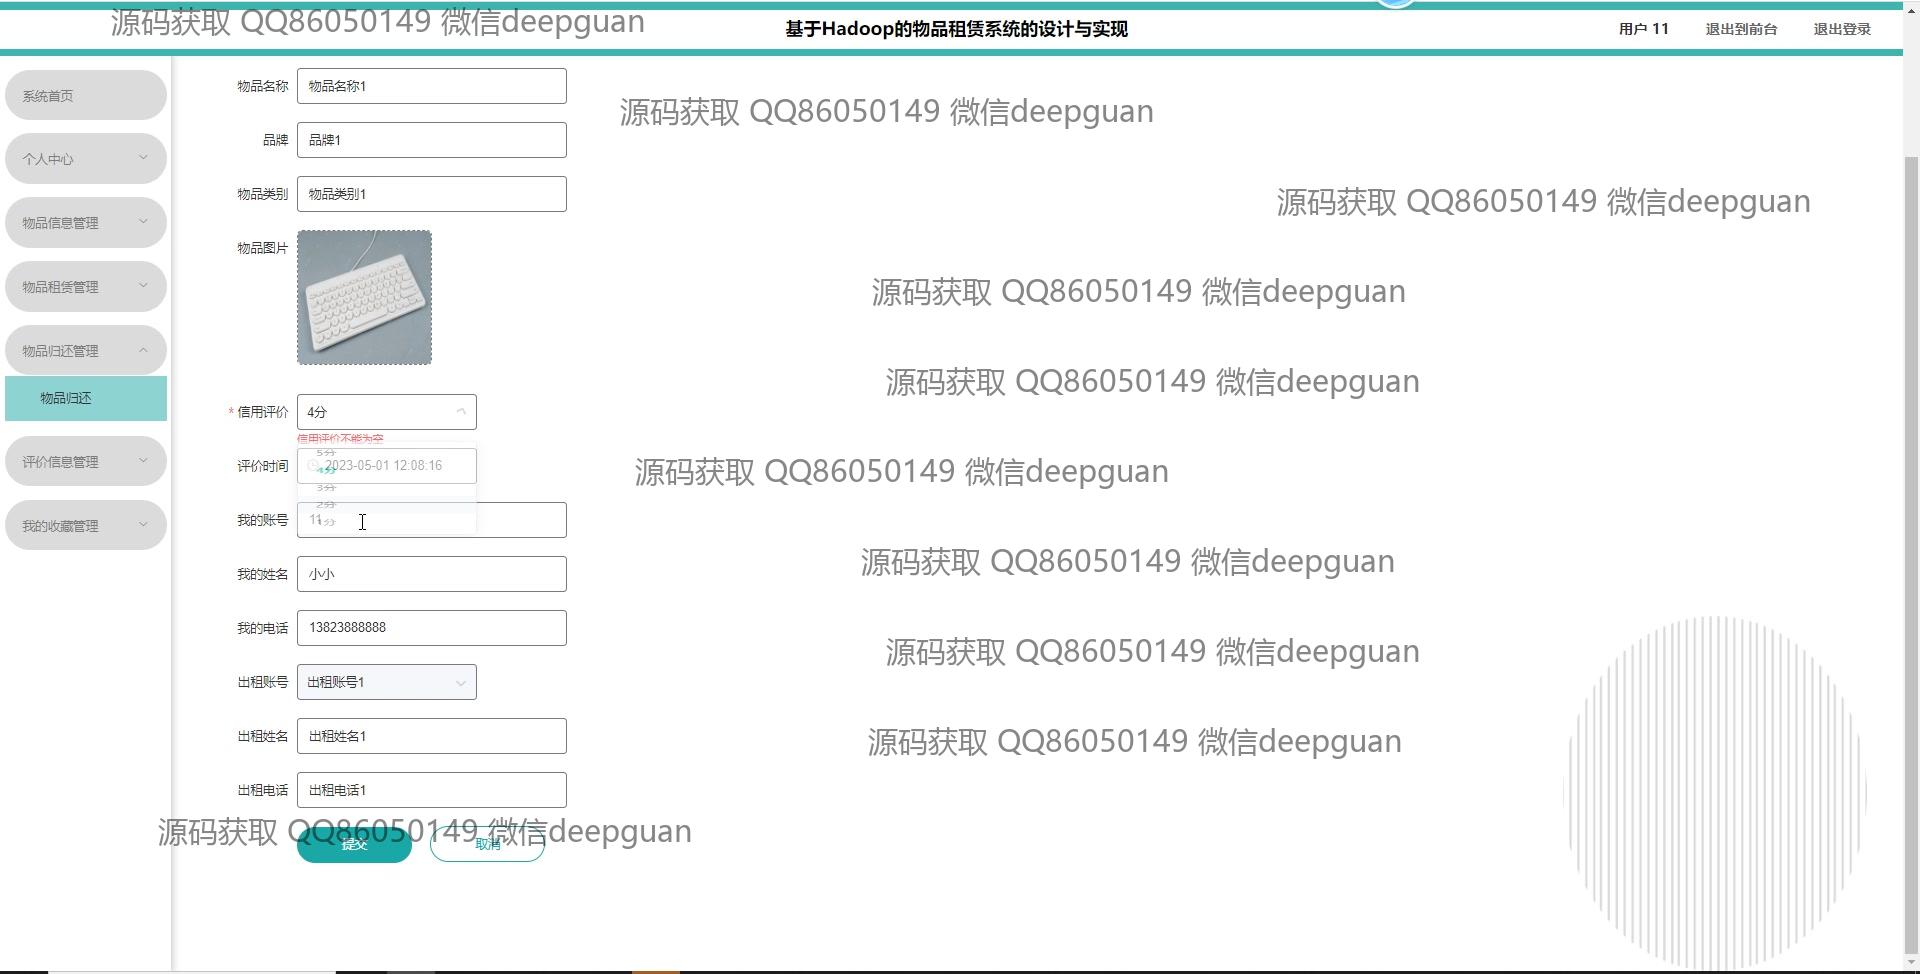 源码获取 QQ86050149 微信deepguan
基于Hadoop的物品租赁系统的设计与实现
用户 11
退出到前台
退出登录
系统首页
个人中心
物品信息管理
物品租赁管理
物品归还管理
物品归还
评价信息管理
我的收藏管理
物品名称 物品名称1
源码获取 QQ86050149 微信deepguan
品牌 品牌1
物品类别 物品类别1
源码获取 QQ86050149 微信deepguan
物品图片
源码获取 QQ86050149 微信deepguan
源码获取 QQ86050149 微信deepguan
* 信用评价 4分
信用评价不能为空
5分
评价时间 2023-05-01 12:08:16
4分
源码获取 QQ86050149 微信deepguan
3分
2分
我的账号 11
1分
源码获取 QQ86050149 微信deepguan
我的姓名 小小
我的电话 13823888888
源码获取 QQ86050149 微信deepguan
出租账号 出租账号1
出租姓名 出租姓名1
源码获取 QQ86050149 微信deepguan
出租电话 出租电话1
源码获取 QQ86050149 微信deepguan
提交
取消